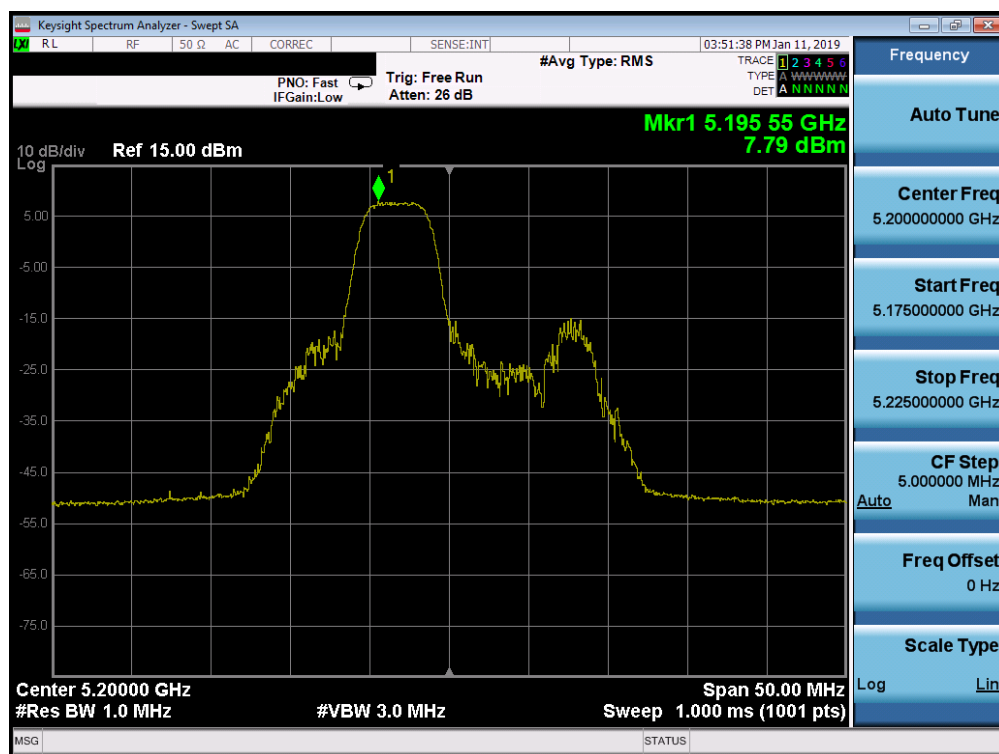 Keysight Spectrum Analyzer - Swept SA
LXI RL RF 50 Ω AC CORREC SENSE:INT 03:51:38 PM Jan 11, 2019
#Avg Type: RMS TRACE 1 2 3 4 5 6
PNO: Fast Trig: Free Run TYPE A WWWWW
IFGain:Low Atten: 26 dB DET A N N N N N
Mkr1 5.195 55 GHz
7.79 dBm
10 dB/div Ref 15.00 dBm
Log
1
5.00
-5.00
-15.0
-25.0
-35.0
-45.0
-55.0
-65.0
-75.0
Center 5.20000 GHz Span 50.00 MHz
#Res BW 1.0 MHz #VBW 3.0 MHz Sweep 1.000 ms (1001 pts)
MSG STATUS
Frequency
Auto Tune
Center Freq
5.200000000 GHz
Start Freq
5.175000000 GHz
Stop Freq
5.225000000 GHz
CF Step
5.000000 MHz
Auto Man
Freq Offset
0 Hz
Scale Type
Log Lin